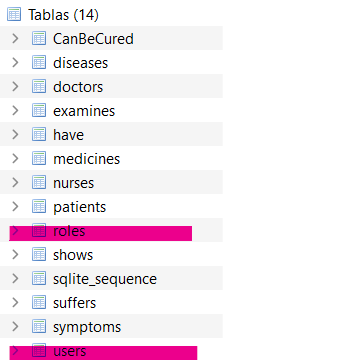 Tablas (14)
CanBeCured
diseases
doctors
examines
have
medicines
nurses
patients
roles
shows
sqlite_sequence
suffers
symptoms
users